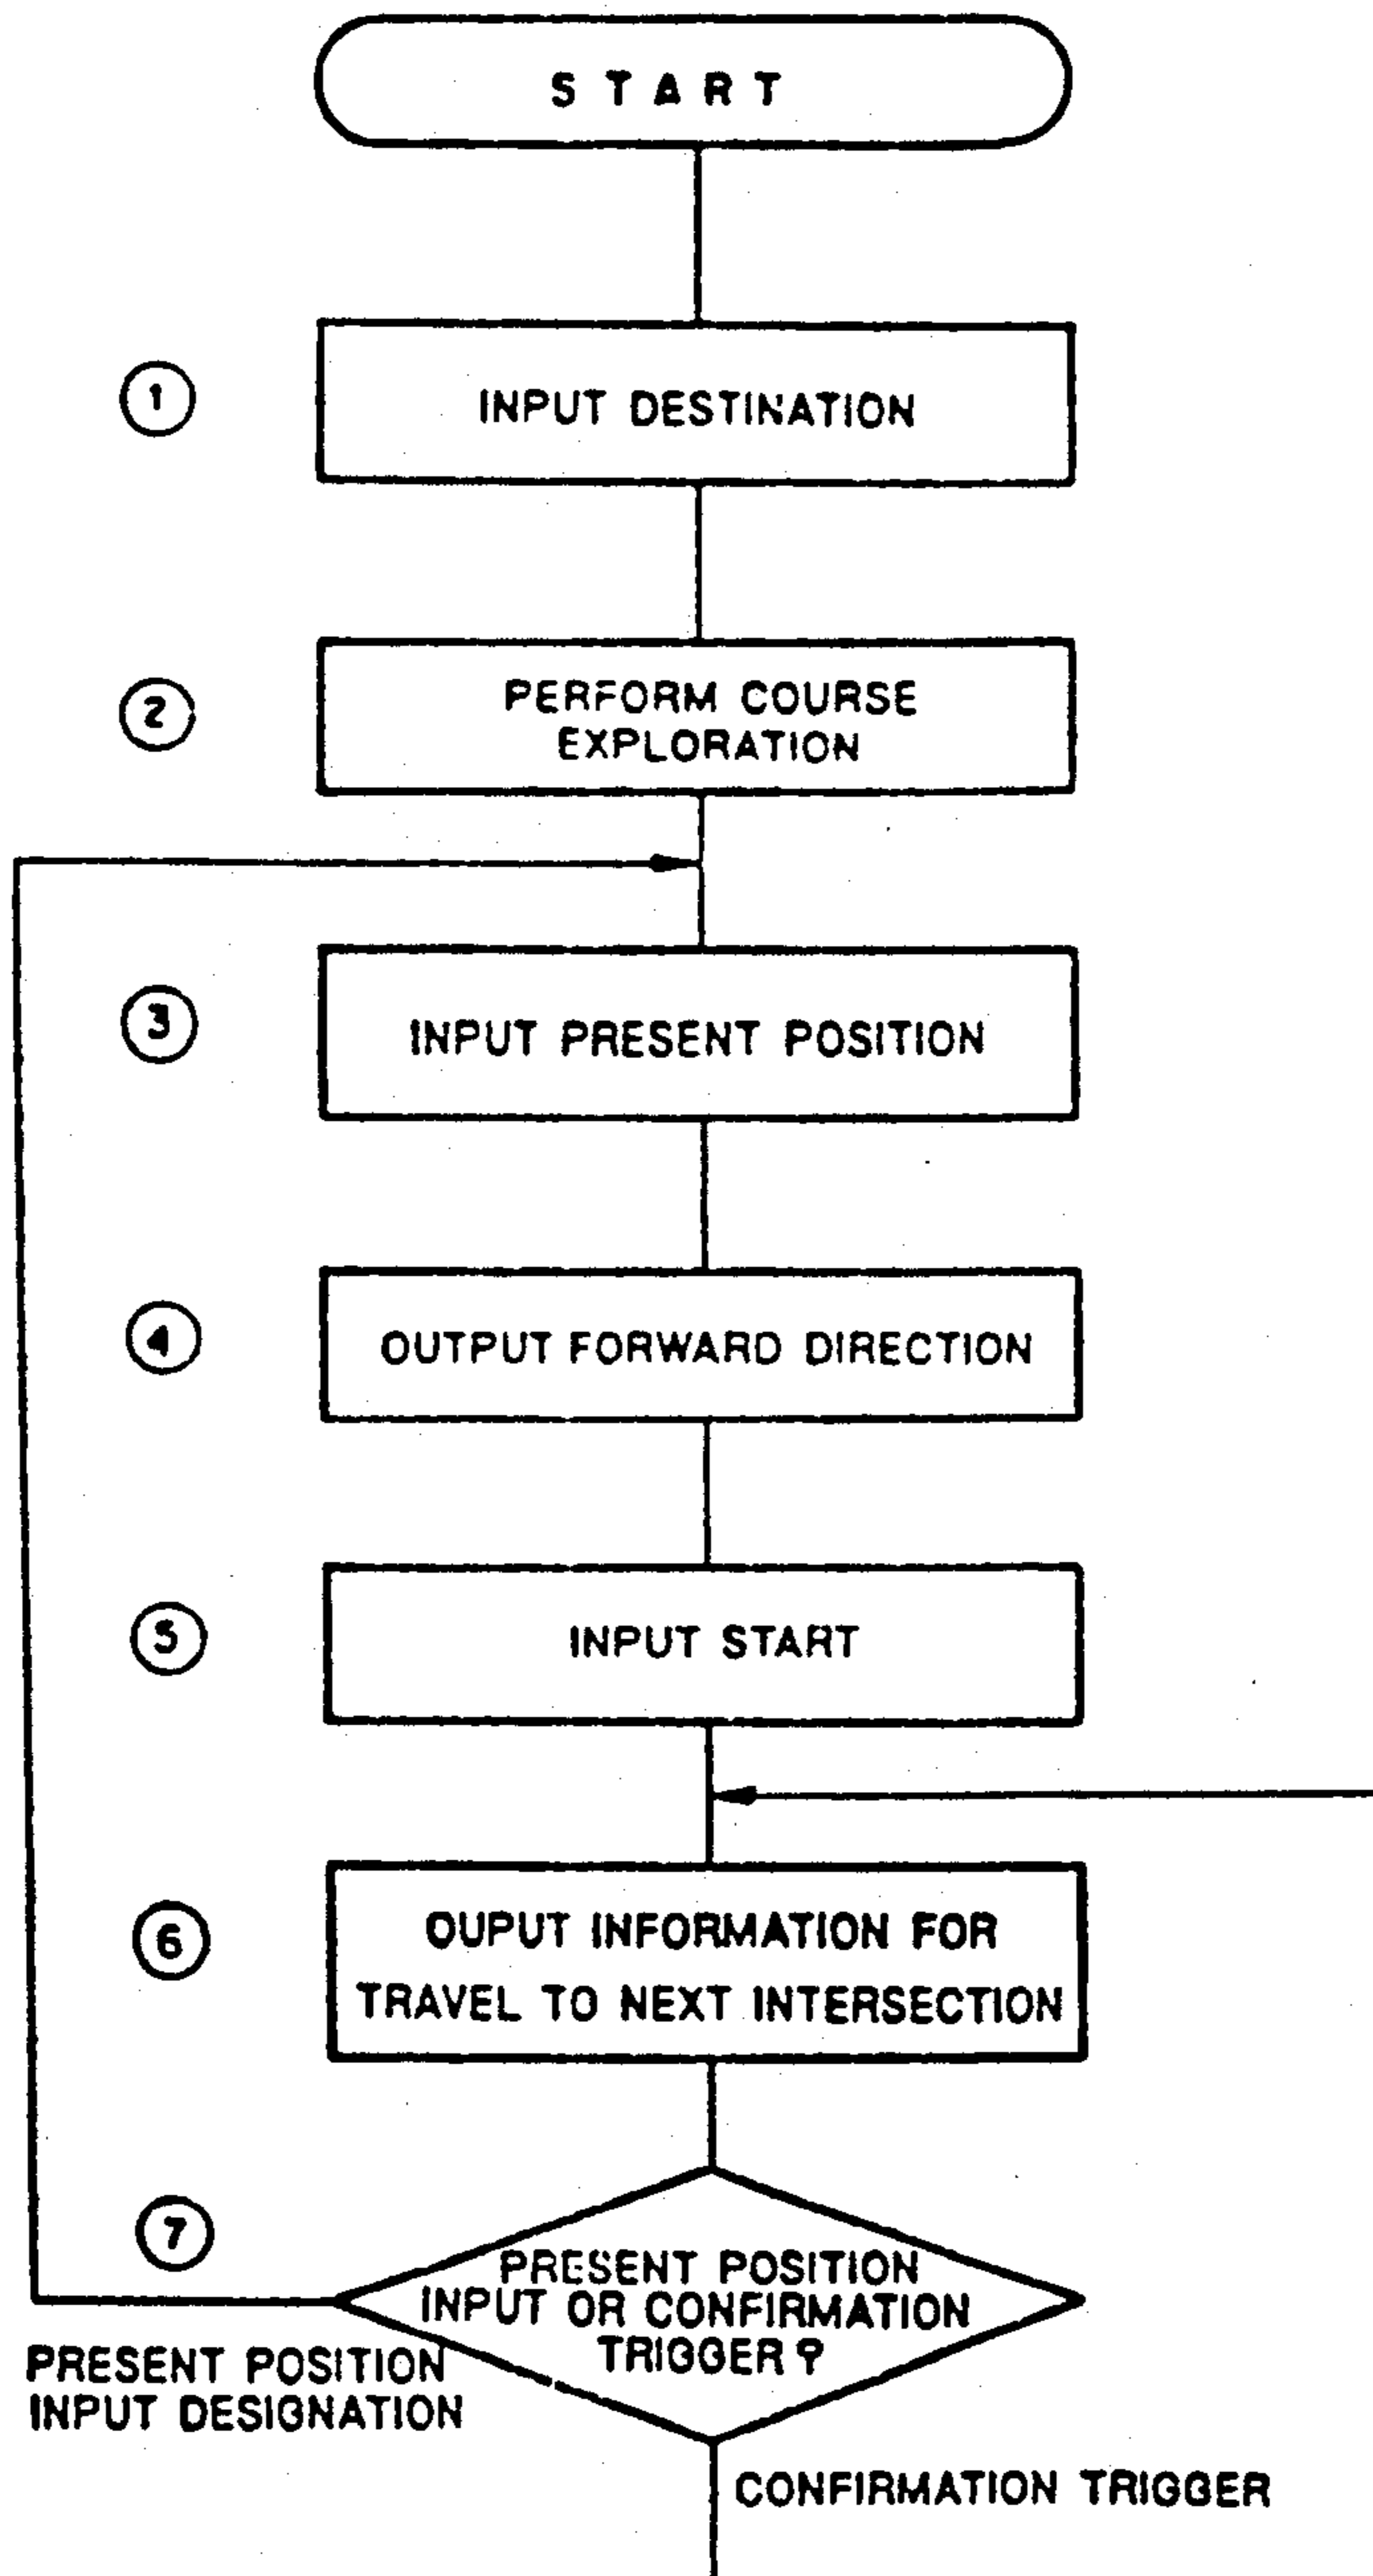 START
1
INPUT DESTINATION
2
PERFORM COURSE
EXPLORATION
3
INPUT PRESENT POSITION
4
OUTPUT FORWARD DIRECTION
5
INPUT START
6
OUPUT INFORMATION FOR
TRAVEL TO NEXT INTERSECTION
7
PRESENT POSITION
INPUT OR CONFIRMATION
TRIGGER ?
PRESENT POSITION
INPUT DESIGNATION
CONFIRMATION TRIGGER